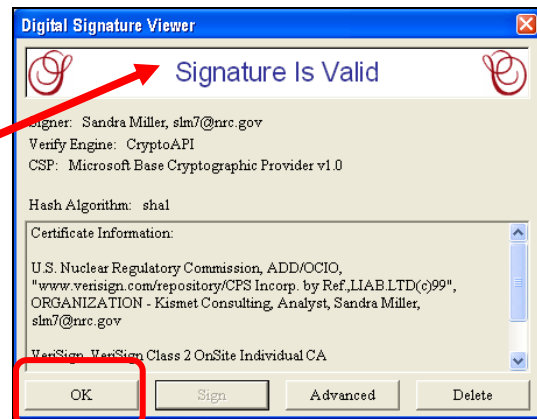 Digital Signature Viewer
Signature Is Valid
Signer: Sandra Miller, slm7@nrc.gov
Verify Engine: CryptoAPI
CSP: Microsoft Base Cryptographic Provider v1.0
Hash Algorithm: sha1
Certificate Information:
U.S. Nuclear Regulatory Commission, ADD/OCIO,
"www.verisign.com/repository/CPS Incorp. by Ref.,LIAB.LTD(c)99",
ORGANIZATION - Kismet Consulting, Analyst, Sandra Miller,
slm7@nrc.gov
VeriSign, VeriSign Class 2 OnSite Individual CA
OK Sign Advanced Delete